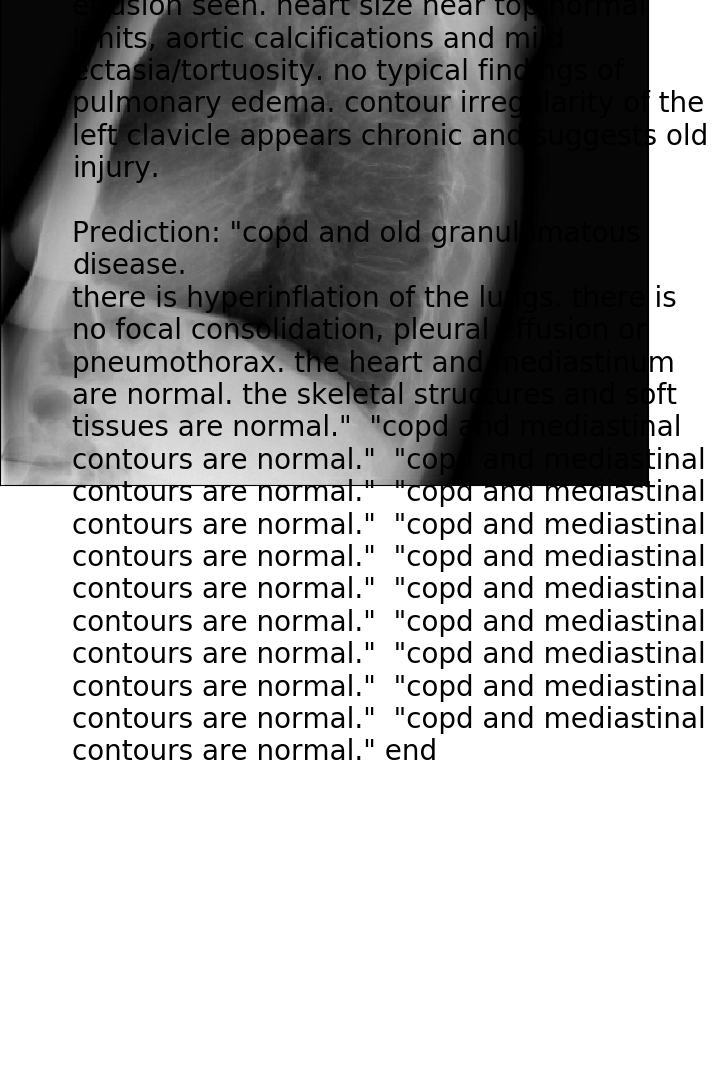 effusion seen. heart size near top normal
limits, aortic calcifications and mild
ectasia/tortuosity. no typical findings of
pulmonary edema. contour irregularity of the
left clavicle appears chronic and suggests old
injury.
Prediction: "copd and old granulomatous
disease.
there is hyperinflation of the lungs. there is
no focal consolidation, pleural effusion or
pneumothorax. the heart and mediastinum
are normal. the skeletal structures and soft
tissues are normal."  "copd and mediastinal
contours are normal."  "copd and mediastinal
contours are normal."  "copd and mediastinal
contours are normal."  "copd and mediastinal
contours are normal."  "copd and mediastinal
contours are normal."  "copd and mediastinal
contours are normal."  "copd and mediastinal
contours are normal."  "copd and mediastinal
contours are normal."  "copd and mediastinal
contours are normal."  "copd and mediastinal
contours are normal." end